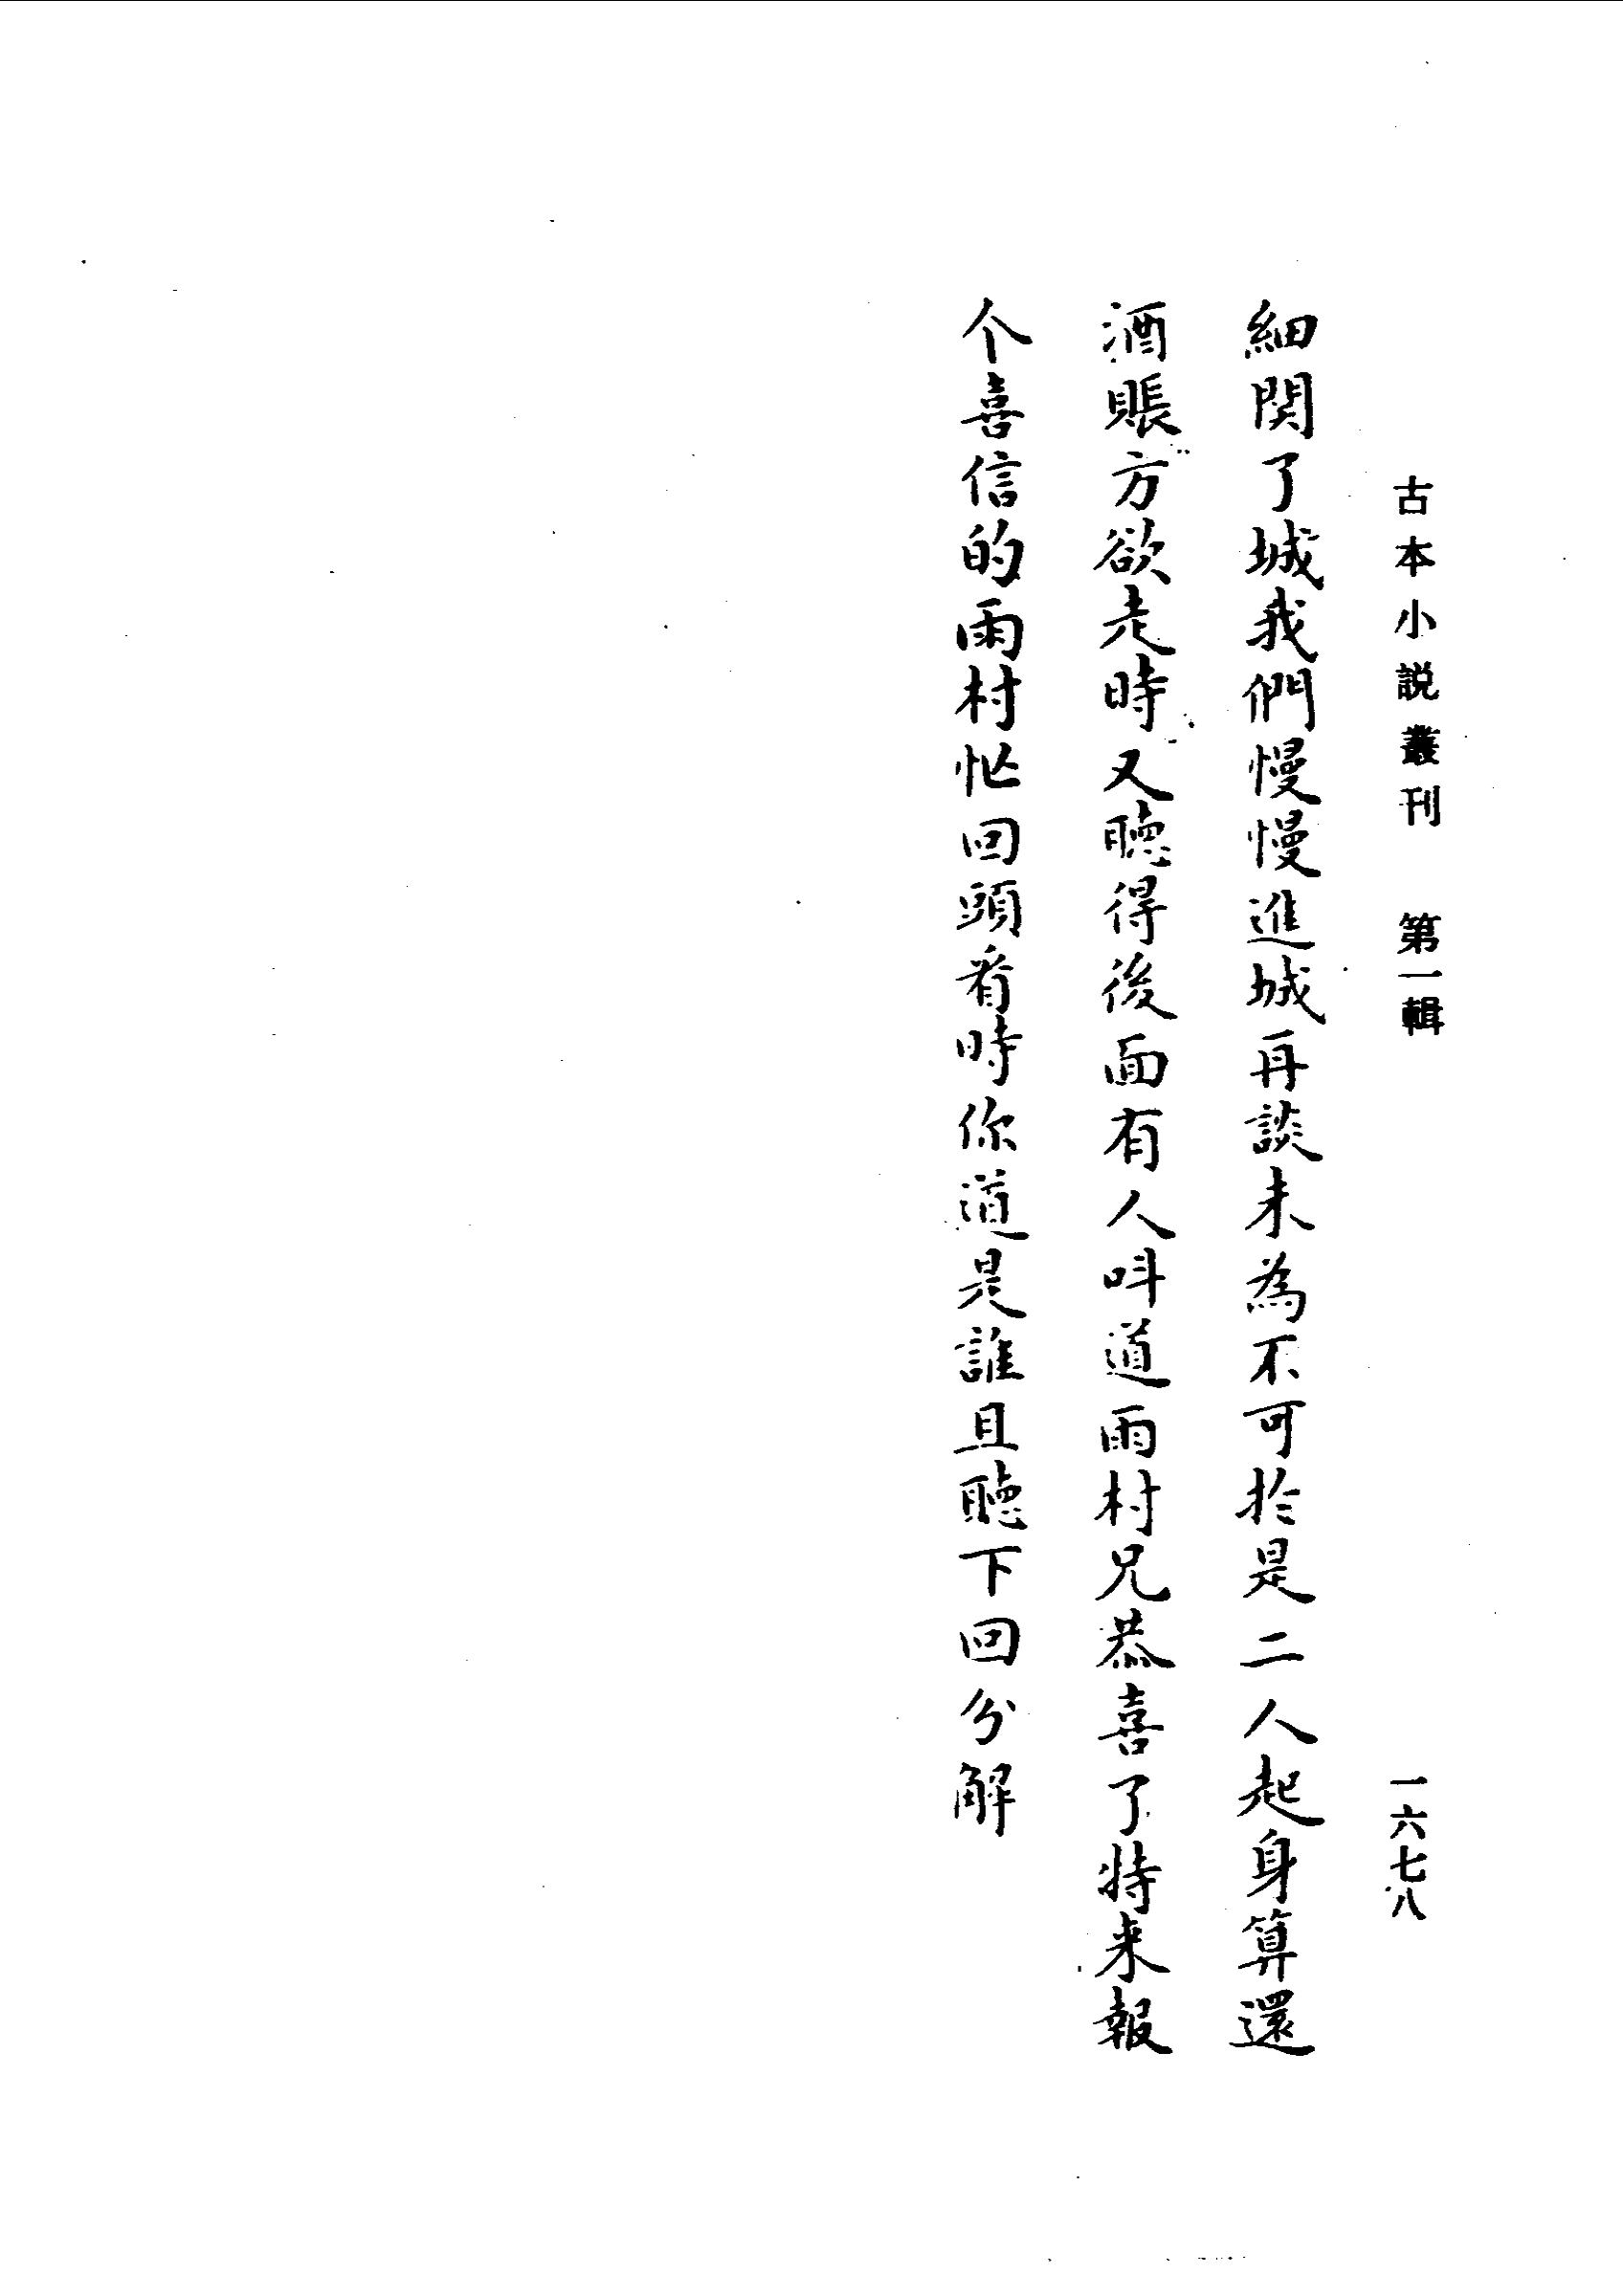 古本小説叢刊 第一輯 一六七八
細関了城我們慢慢進城再談未為不可於是二人起身算還
酒賬方欲走時又聽得後面有人呌道雨村兄恭喜了特来報
个喜信的雨村忙回頭看時你道是誰且聽下回分解